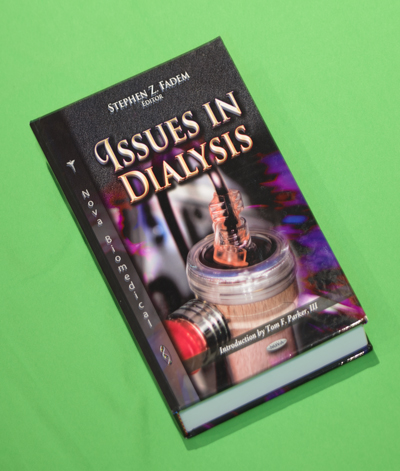 STEPHEN Z. FADEM
EDITOR
ISSUES IN
DIALYSIS
Nova Biomedical
Introduction by Tom F. Parker, III